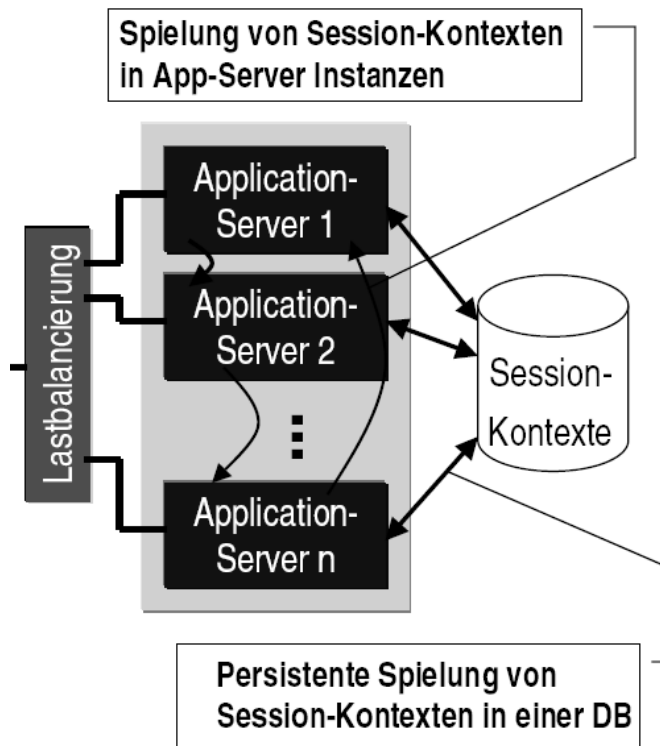 Spielung von Session-Kontexten
in App-Server Instanzen
Application-
Server 1
Lastbalancierung
Application-
Server 2
Session-
Kontexte
...
Application-
Server n
Persistente Spielung von
Session-Kontexten in einer DB